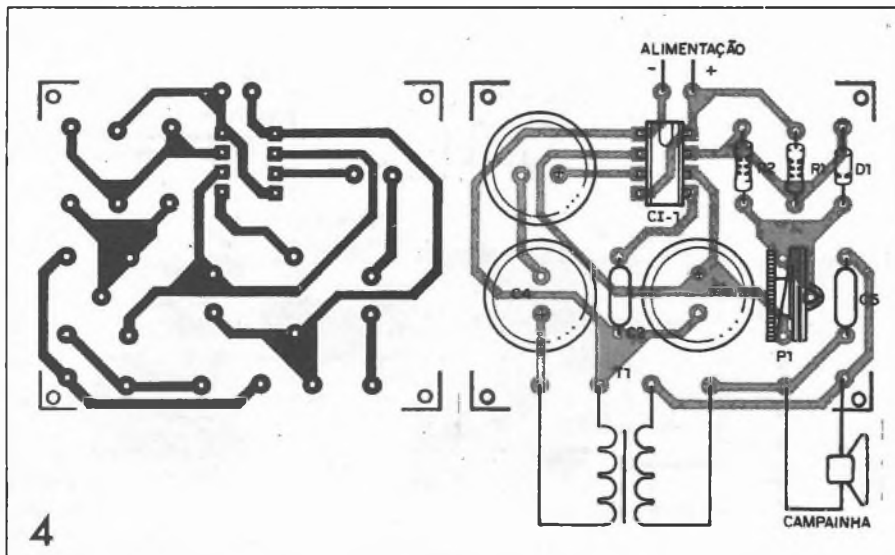 ALIMENTAÇÃO
- +
R2 R1 D1
CI-1
C4
C2
C5
P1
T1
CAMPAINHA
4